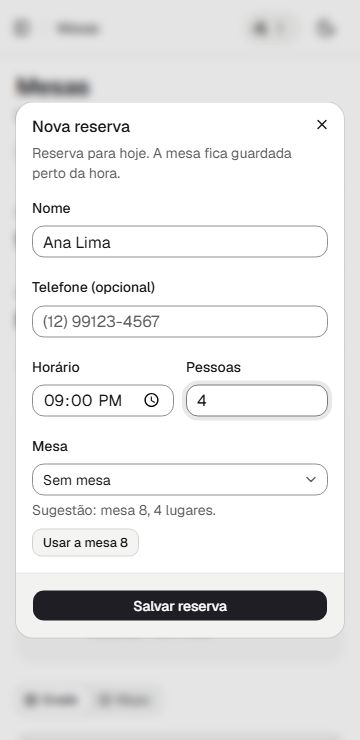 Mesas
Mesas
Nova reserva
Reserva para hoje. A mesa fica guardada
perto da hora.
Nome
Ana Lima
Telefone (opcional)
(12) 99123-4567
Horário
Pessoas
09:00 PM
4
Mesa
Sem mesa
Sugestão: mesa 8, 4 lugares.
Usar a mesa 8
Salvar reserva